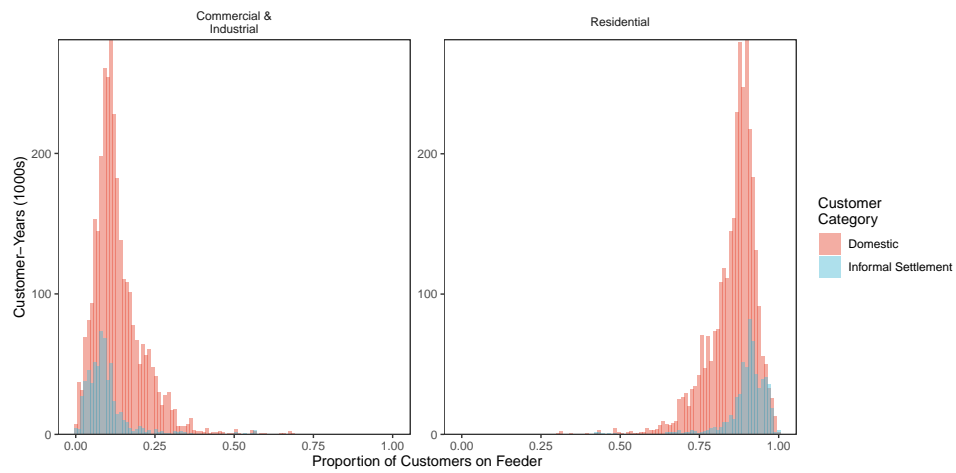 Commercial &
Industrial
Residential
Customer–Years (1000s)
200
100
0
200
100
0
0.00 0.25 0.50 0.75 1.00
0.00 0.25 0.50 0.75 1.00
Proportion of Customers on Feeder
Customer
Category
Domestic
Informal Settlement